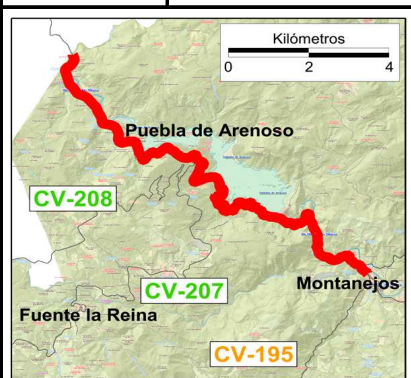 Kilómetros
0 2 4
Puebla de Arenoso
CV-208
CV-207
Montanejos
Fuente la Reina
CV-195